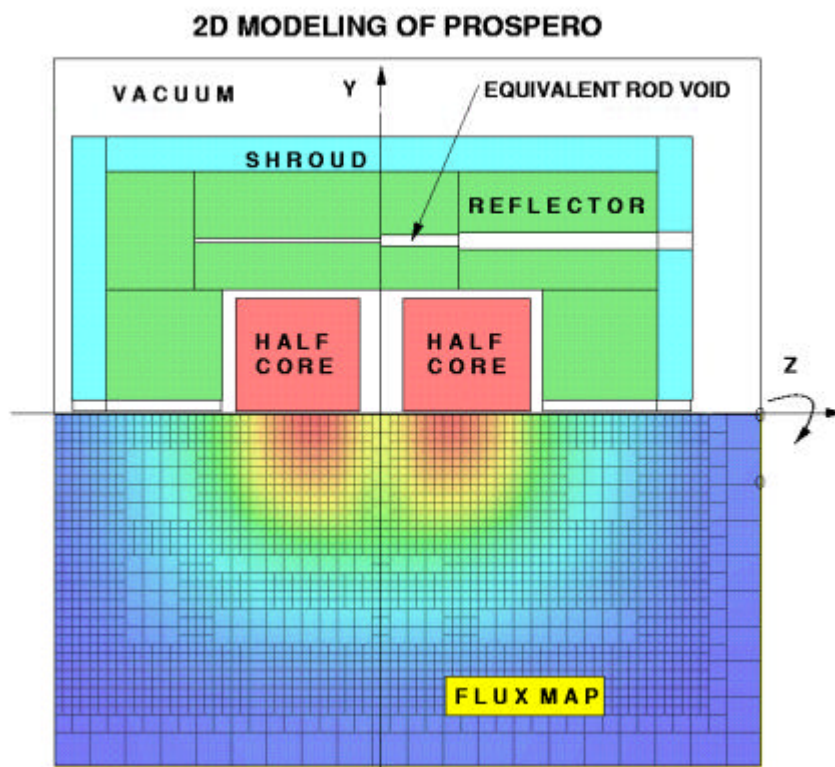 2D MODELING OF PROSPERO
VACUUM
Y
EQUIVALENT ROD VOID
SHROUD
REFLECTOR
HALF CORE
HALF CORE
Z
FLUX MAP